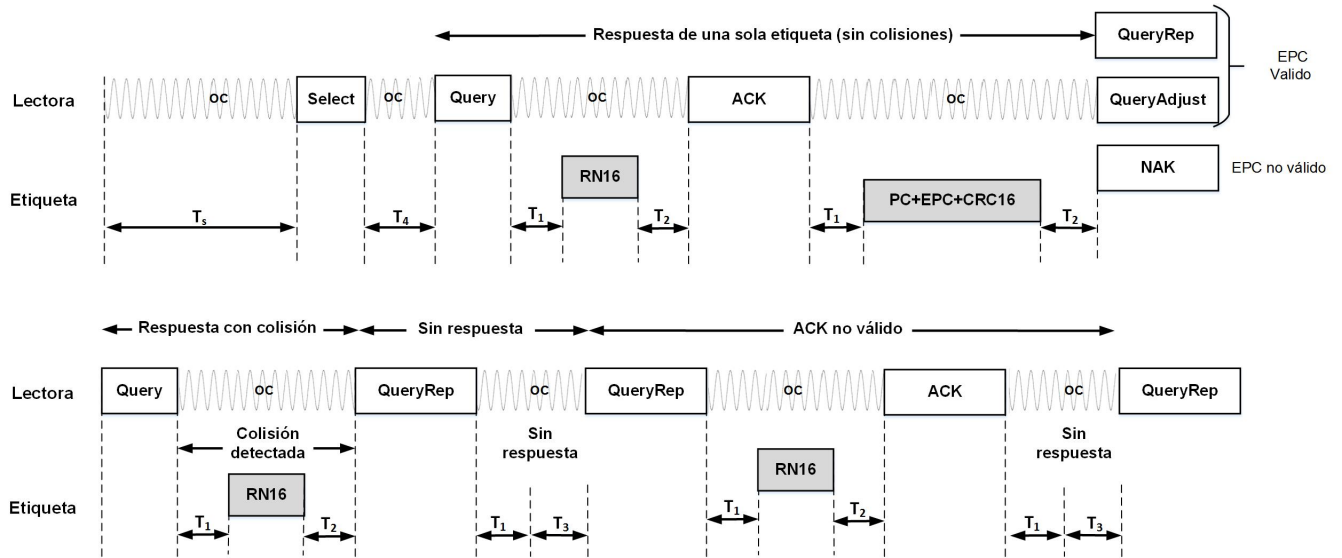 Respuesta de una sola etiqueta (sin colisiones)
QueryRep
EPC
Valido
Lectora
OC
Select
OC
Query
OC
ACK
OC
QueryAdjust
Etiqueta
RN16
PC+EPC+CRC16
NAK
EPC no válido
Ts
T4
T1
T2
T1
T2
Respuesta con colisión
Sin respuesta
ACK no válido
Lectora
Query
OC
QueryRep
OC
QueryRep
OC
ACK
OC
QueryRep
Colisión
detectada
Sin
respuesta
Sin
respuesta
Etiqueta
RN16
RN16
T1
T2
T1
T3
T1
T2
T1
T3